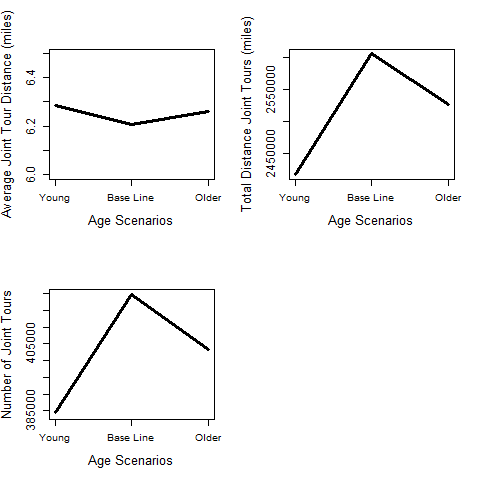 Average Joint Tour Distance (miles)
6.0
6.2
6.4
Young
Base Line
Older
Age Scenarios
Total Distance Joint Tours (miles)
2450000
2550000
Young
Base Line
Older
Age Scenarios
Number of Joint Tours
385000
405000
Young
Base Line
Older
Age Scenarios